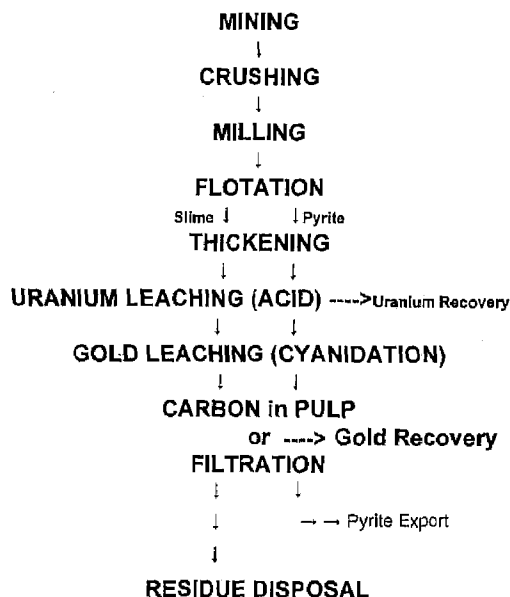 MINING
↓
CRUSHING
↓
MILLING
↓
FLOTATION
Slime ↓ ↓ Pyrite
THICKENING
↓ ↓
URANIUM LEACHING (ACID) ----> Uranium Recovery
↓ ↓
GOLD LEACHING (CYANIDATION)
↓ ↓
CARBON in PULP
or ----> Gold Recovery
FILTRATION
↓ ↓
↓ → → Pyrite Export
↓
RESIDUE DISPOSAL